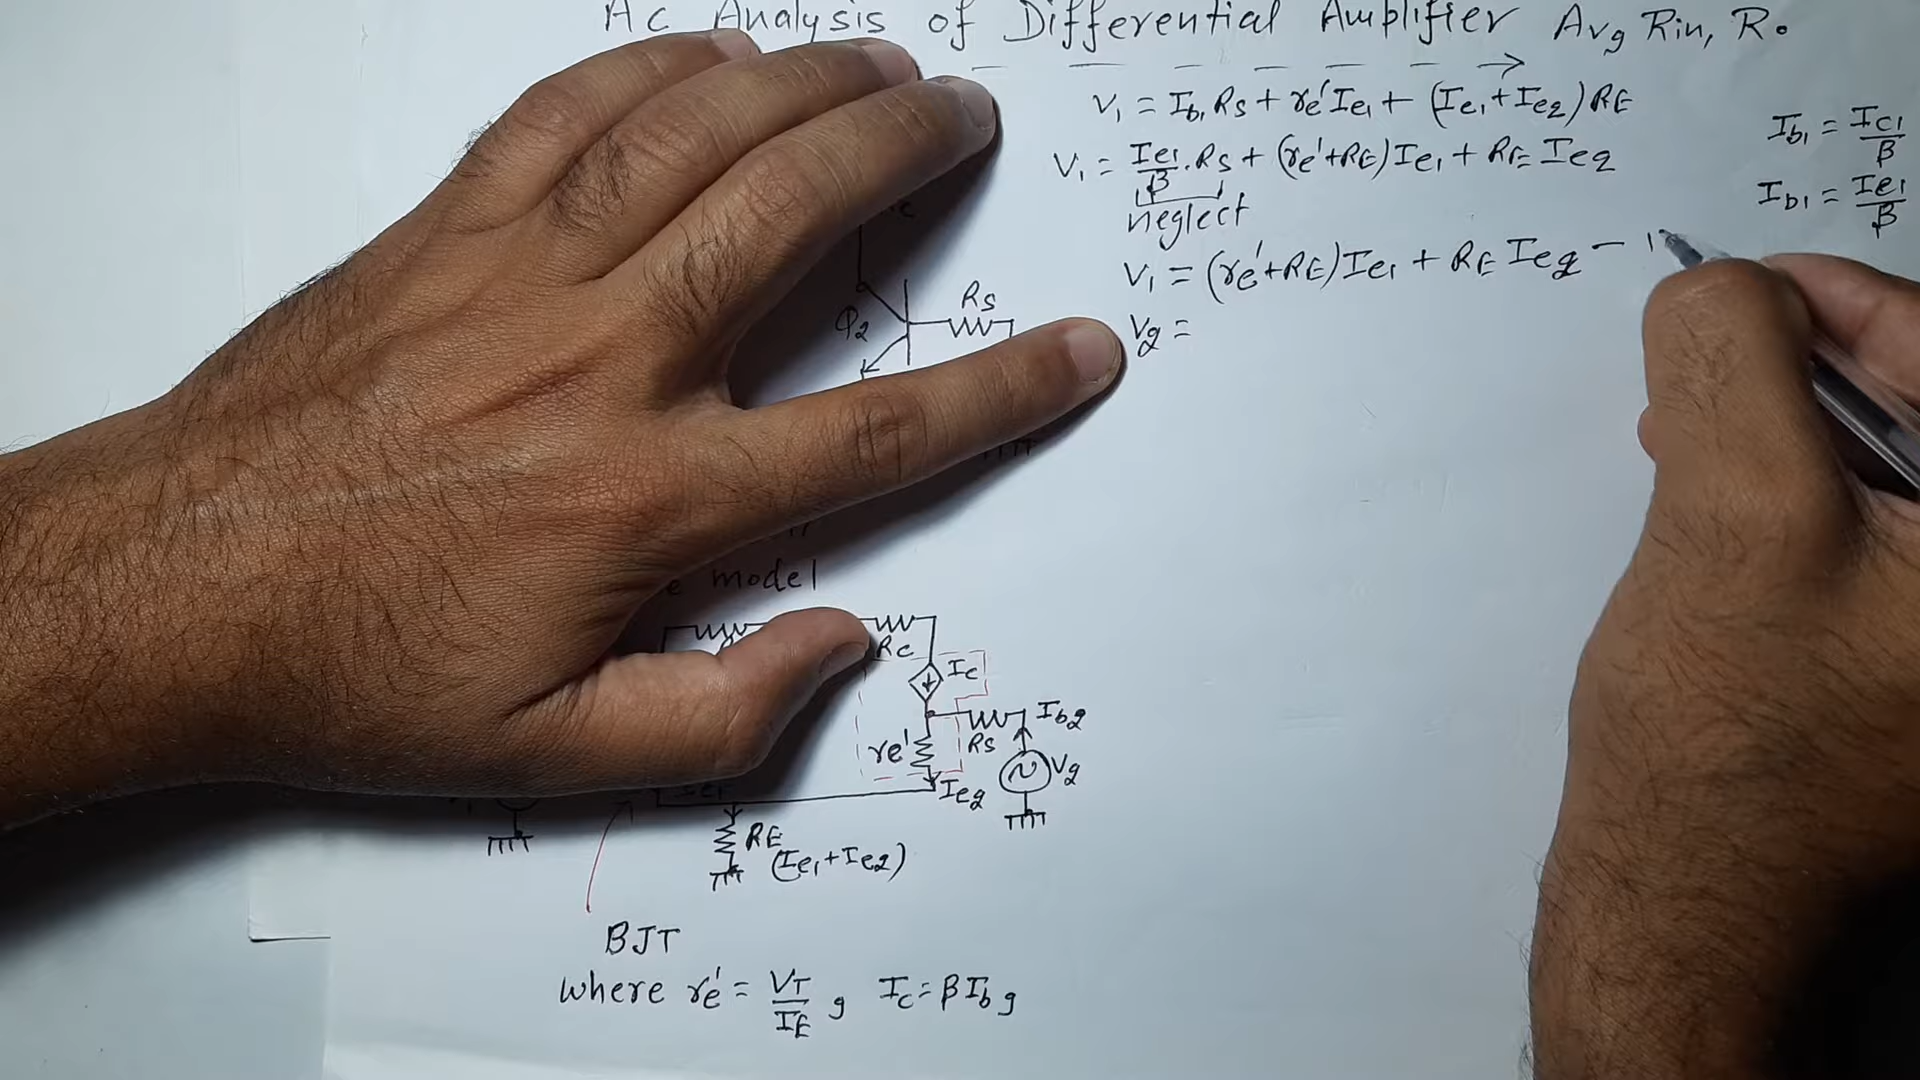 Ac Analysis of Differential Amplifier Avg Rin, Ro
V1 = Ib1 Rs + re' Ie1 + (Ie1 + Ie2) RE
V1 = Ie1/β . Rs + (re' + RE) Ie1 + RE Ie2
neglect
V1 = (re' + RE) Ie1 + RE Ie2 —
V2 =
Ib1 = Ic1/β
Ib1 = Ie1/β
Q2
Rs
model
Rc
Ic
Ib2
Rs
re'
V2
Ie2
RE
(Ie1 + Ie2)
BJT
where re' = VT/IE , Ic = β Ib ,